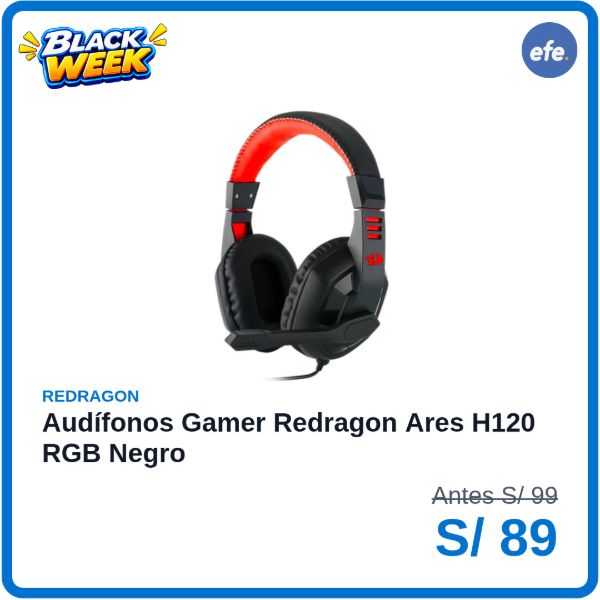 BLACK
WEEK
efe.
REDRAGON
Audífonos Gamer Redragon Ares H120
RGB Negro
Antes S/ 99
S/ 89